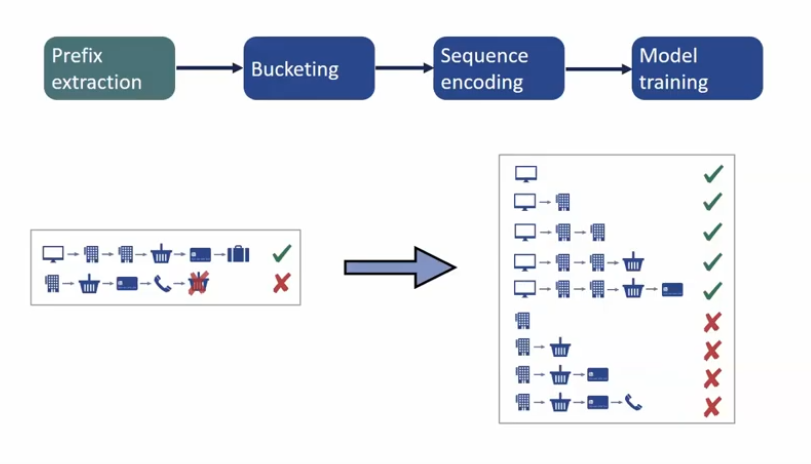 Prefix
extraction
Bucketing
Sequence
encoding
Model
training